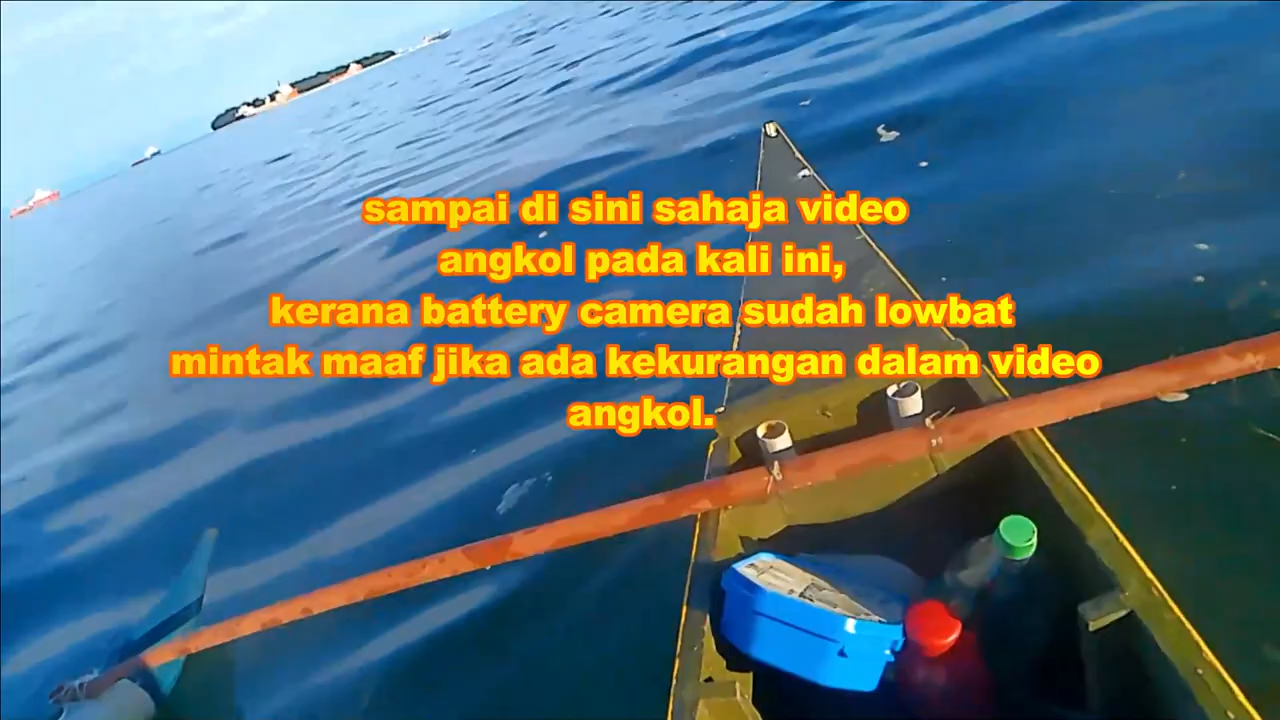 sampai di sini sahaja video
angkol pada kali ini,
kerana battery camera sudah lowbat
mintak maaf jika ada kekurangan dalam video
angkol.